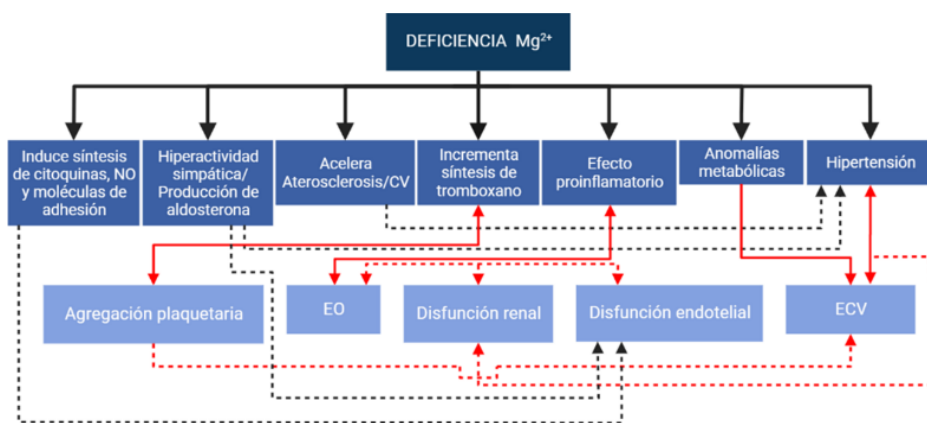 DEFICIENCIA Mg²⁺
Induce síntesis
de citoquinas, NO
y moléculas de
adhesión
Hiperactividad
simpática/
Producción de
aldosterona
Acelera
Aterosclerosis/CV
Incrementa
síntesis de
tromboxano
Efecto
proinflamatorio
Anomalías
metabólicas
Hipertensión
Agregación plaquetaria
EO
Disfunción renal
Disfunción endotelial
ECV